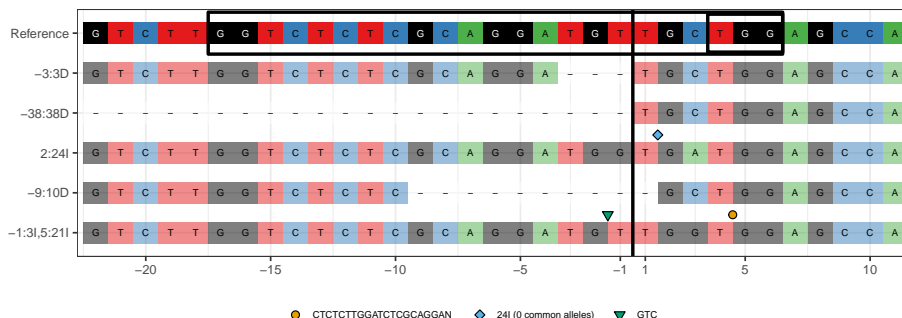 Reference G T C T T G G T C T C T C G C A G G A T G T T G C T G G A G C C A
−3:3D G T C T T G G T C T C T C G C A G G A − − − T G C T G G A G C C A
−38:38D − − − − − − − − − − − − − − − − − − − − − − T G C T G G A G C C A
2:24I G T C T T G G T C T C T C G C A G G A T G G T G A T G G A G C C A
−9:10D G T C T T G G T C T C T C − − − − − − − − − − G C T G G A G C C A
−1:3I,5:21I G T C T T G G T C T C T C G C A G G A T G T T G G T G G A G C C A
−20 −15 −10 −5 −1 1 5 10
CTCTCTTGGATCTCGCAGGAN 24I (0 common alleles) GTC